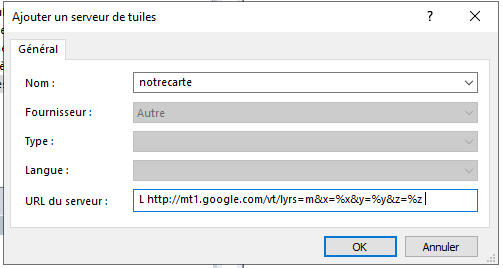 Ajouter un serveur de tuiles
?
Général
Nom :
notrecarte
Fournisseur :
Autre
Type :
Langue :
URL du serveur :
L http://mt1.google.com/vt/lyrs=m&x=%x&y=%y&z=%z
OK
Annuler